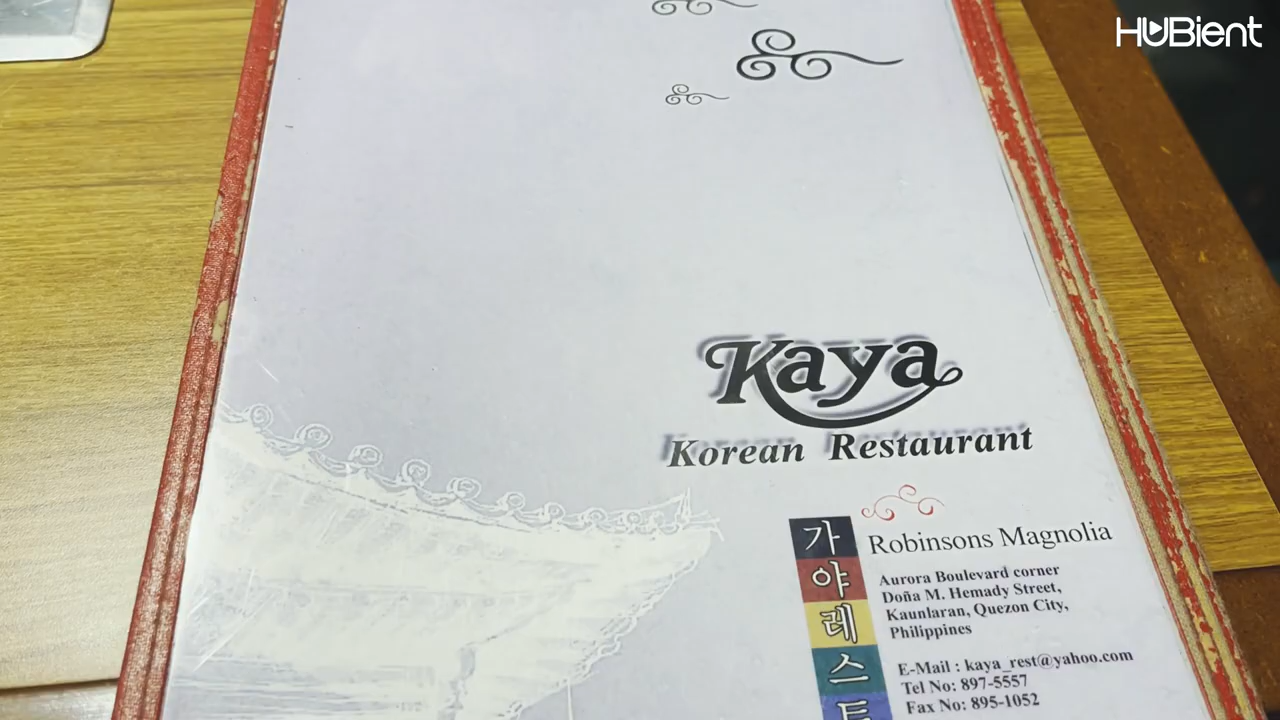 HUBient
Kaya
Korean Restaurant
가
야
레
스
트
Robinsons Magnolia
Aurora Boulevard corner
Doña M. Hemady Street,
Kaunlaran, Quezon City,
Philippines
E-Mail : kaya_rest@yahoo.com
Tel No: 897-5557
Fax No: 895-1052